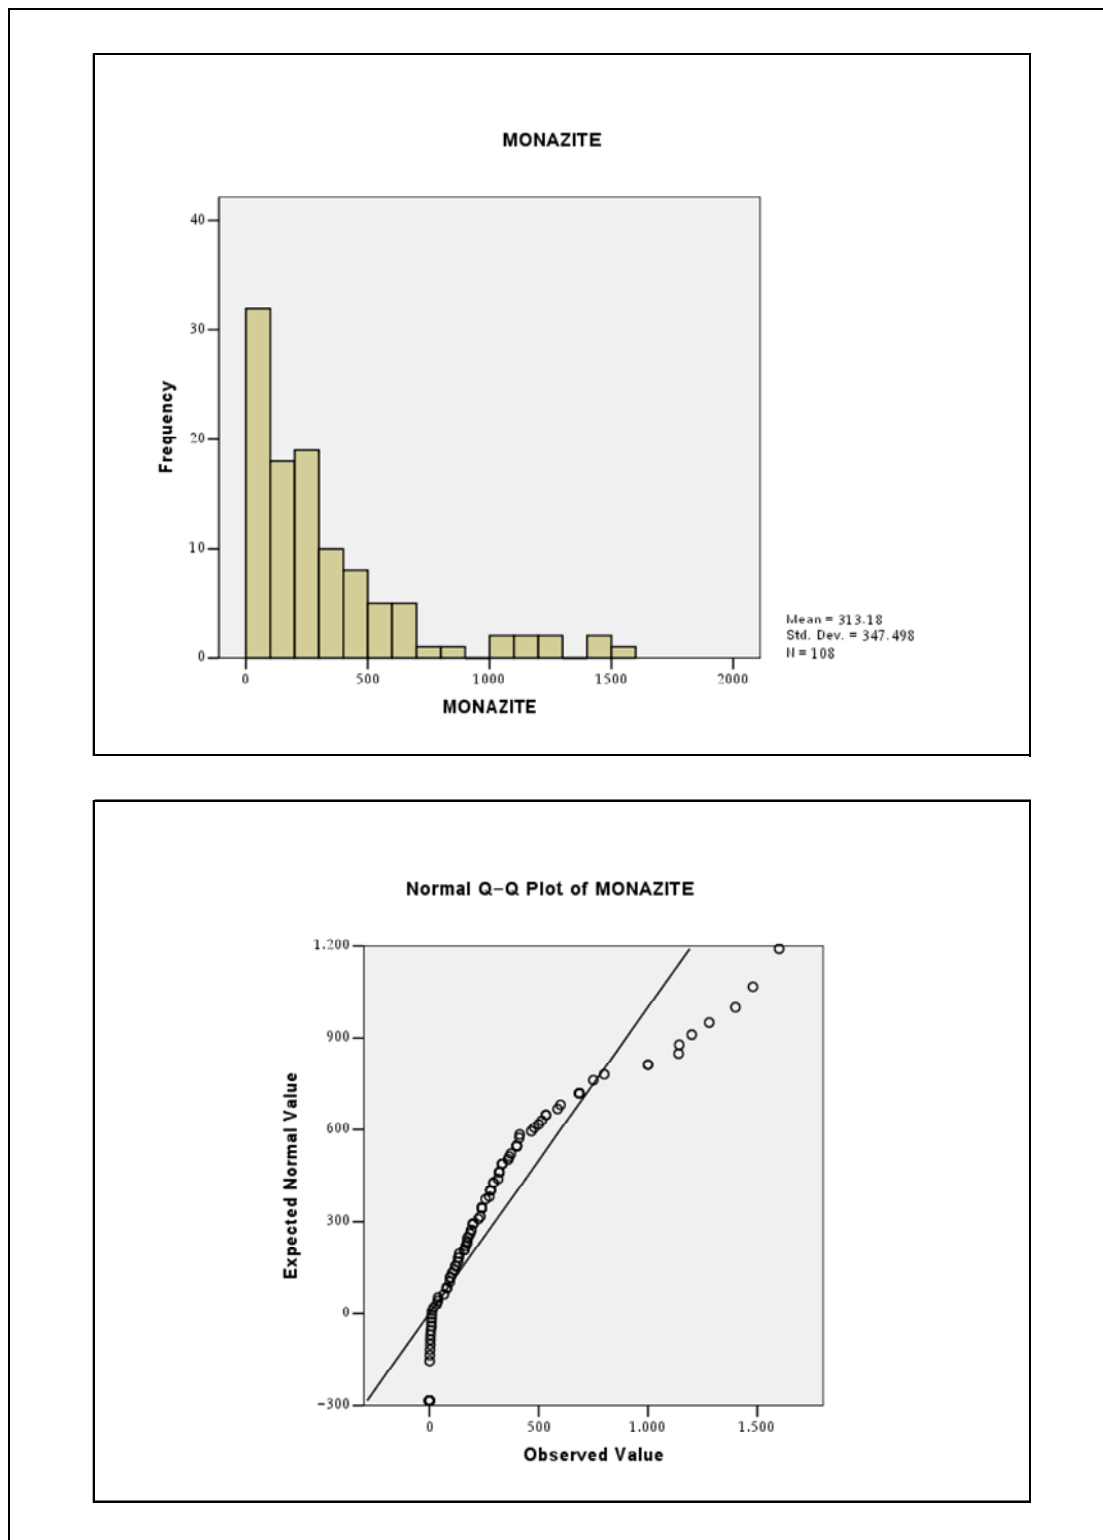 MONAZITE
40
30
20
10
0
Frequency
0 500 1000 1500 2000
MONAZITE
Mean = 313.18
Std. Dev. = 347.498
N = 108
Normal Q–Q Plot of MONAZITE
1.200
900
600
300
0
−300
Expected Normal Value
0 500 1.000 1.500
Observed Value